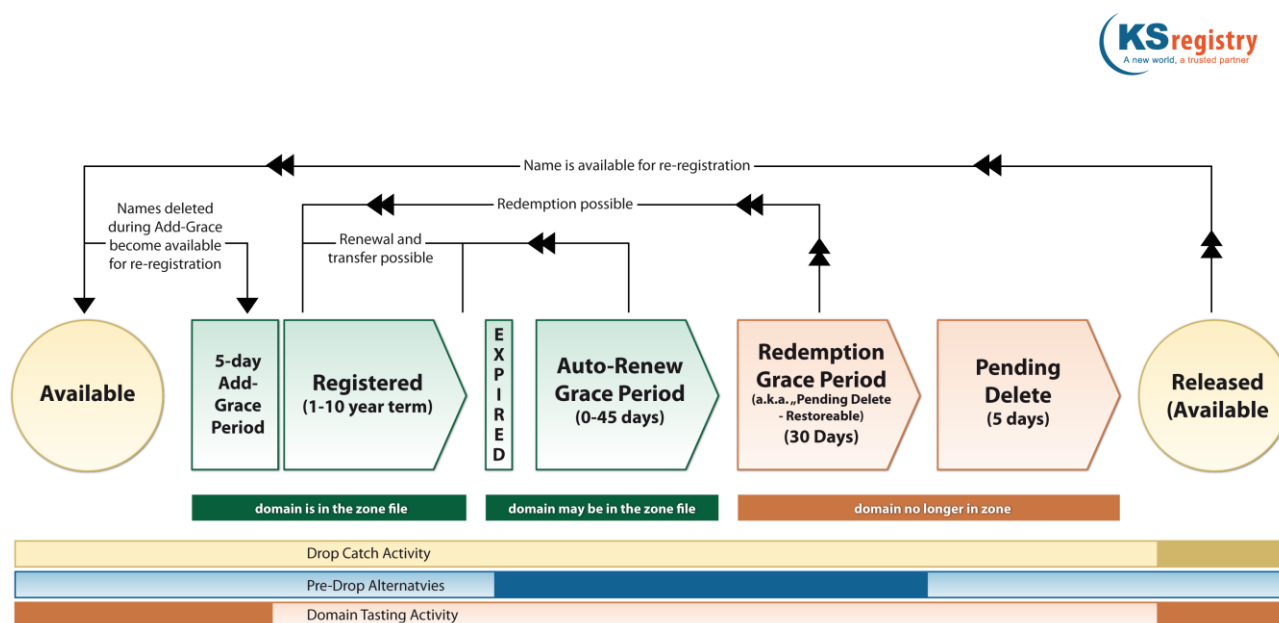 KSregistry
A new world, a trusted partner
Name is available for re-registration
Names deleted
during Add-Grace
become available
for re-registration
Redemption possible
Renewal and
transfer possible
Available
5-day
Add-
Grace
Period
Registered
(1-10 year term)
EXPIRED
Auto-Renew
Grace Period
(0-45 days)
Redemption
Grace Period
(a.k.a. „Pending Delete
- Restoreable)
(30 Days)
Pending
Delete
(5 days)
Released
(Available
domain is in the zone file
domain may be in the zone file
domain no longer in zone
Drop Catch Activity
Pre-Drop Alternatvies
Domain Tasting Activity